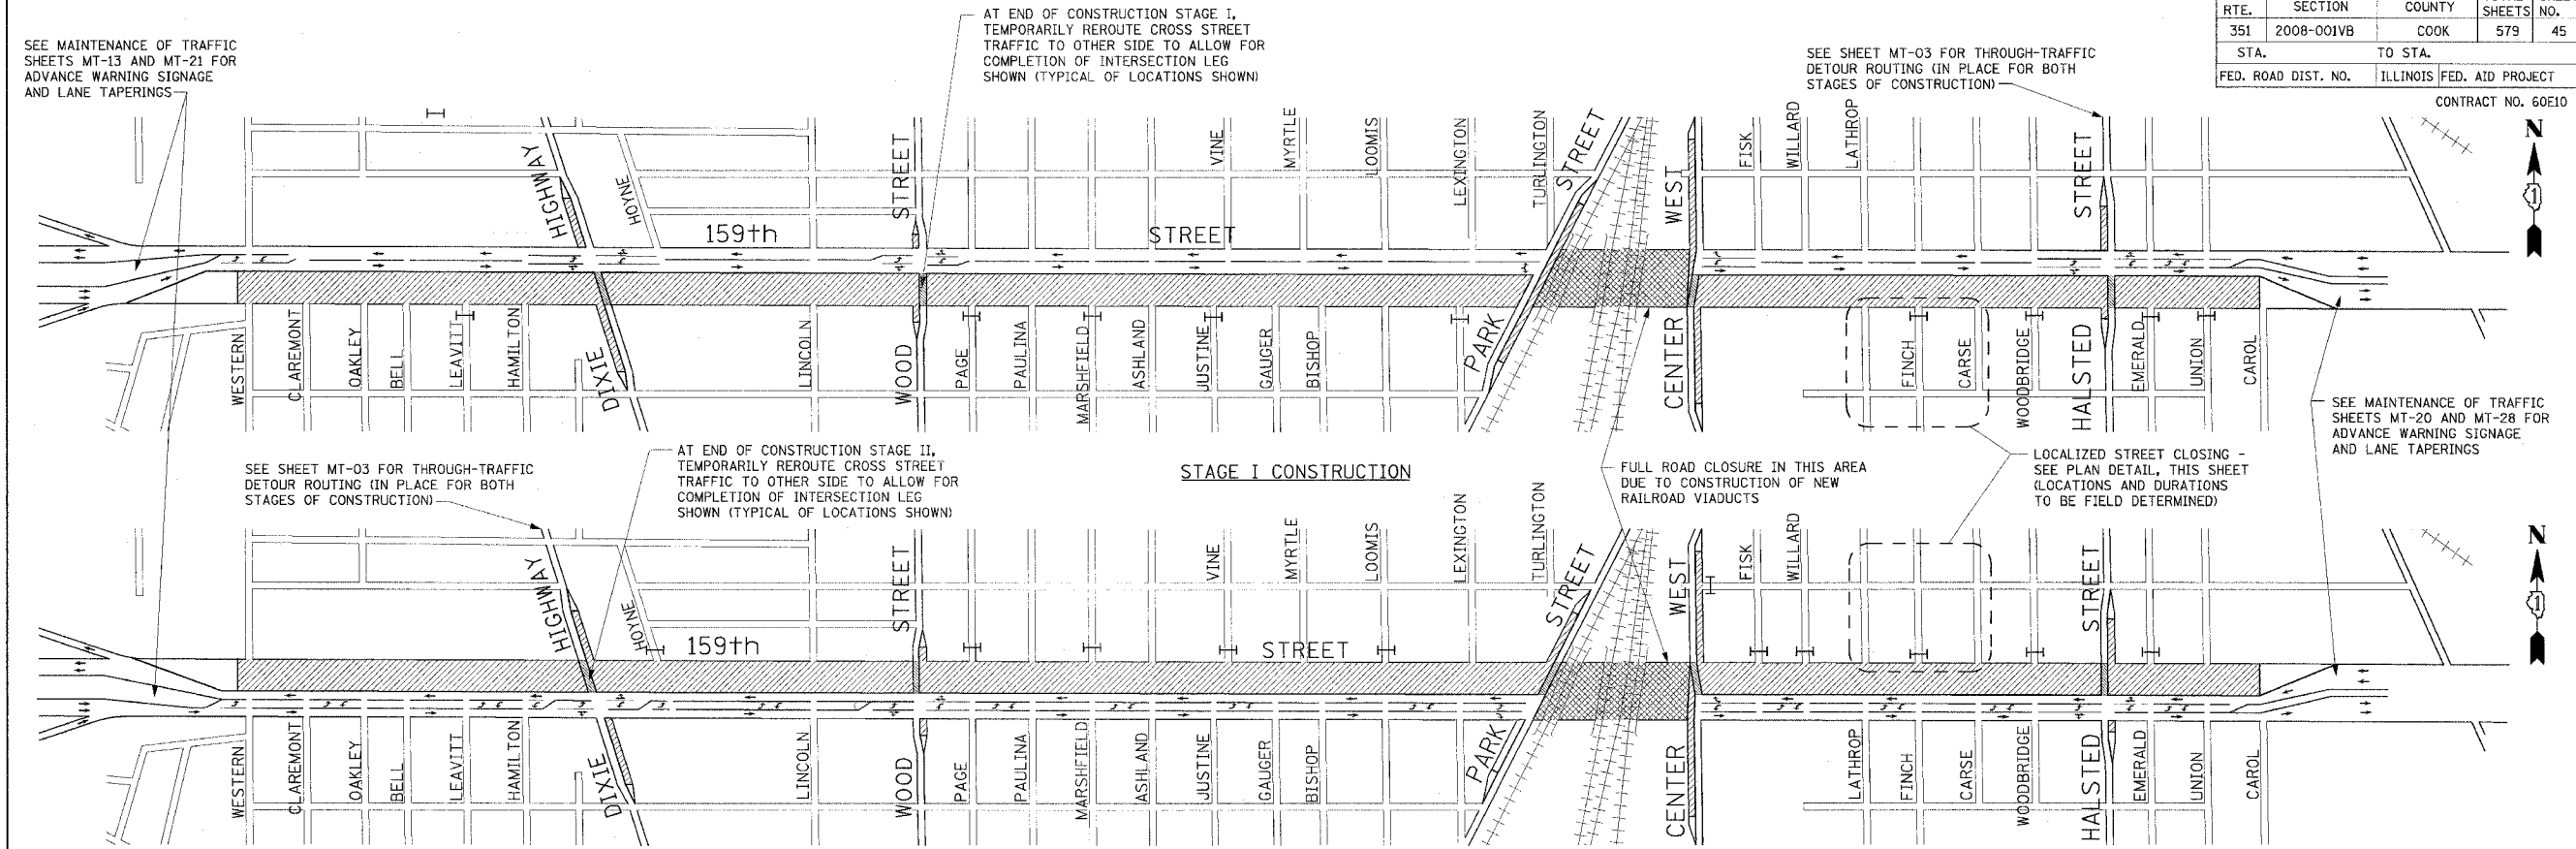 SEE MAINTENANCE OF TRAFFIC
SHEETS MT-13 AND MT-21 FOR
ADVANCE WARNING SIGNAGE
AND LANE TAPERINGS
AT END OF CONSTRUCTION STAGE I,
TEMPORARILY REROUTE CROSS STREET
TRAFFIC TO OTHER SIDE TO ALLOW FOR
COMPLETION OF INTERSECTION LEG
SHOWN (TYPICAL OF LOCATIONS SHOWN)
SEE SHEET MT-03 FOR THROUGH-TRAFFIC
DETOUR ROUTING (IN PLACE FOR BOTH
STAGES OF CONSTRUCTION)
RTE. SECTION COUNTY SHEETS NO.
351 2008-001VB COOK 579 45
STA. TO STA.
FED. ROAD DIST. NO. ILLINOIS FED. AID PROJECT
CONTRACT NO. 60E10
N
1
HIGHWAY
HOYNE
159th
STREET
STREET
VINE
MYRTLE
LOOMIS
LEXINGTON
TURLINGTON
STREET
WEST
FISK
WILLARD
LATHROP
STREET
WESTERN
CLAREMONT
OAKLEY
BELL
LEAVITT
HAMILTON
DIXIE
LINCOLN
WOOD
PAGE
PAULINA
MARSHFIELD
ASHLAND
JUSTINE
GAUGER
BISHOP
PARK
CENTER
FINCH
CARSE
WOODBRIDGE
HALSTED
EMERALD
UNION
CAROL
SEE MAINTENANCE OF TRAFFIC
SHEETS MT-20 AND MT-28 FOR
ADVANCE WARNING SIGNAGE
AND LANE TAPERINGS
STAGE I CONSTRUCTION
SEE SHEET MT-03 FOR THROUGH-TRAFFIC
DETOUR ROUTING (IN PLACE FOR BOTH
STAGES OF CONSTRUCTION)
AT END OF CONSTRUCTION STAGE II,
TEMPORARILY REROUTE CROSS STREET
TRAFFIC TO OTHER SIDE TO ALLOW FOR
COMPLETION OF INTERSECTION LEG
SHOWN (TYPICAL OF LOCATIONS SHOWN)
FULL ROAD CLOSURE IN THIS AREA
DUE TO CONSTRUCTION OF NEW
RAILROAD VIADUCTS
LOCALIZED STREET CLOSING -
SEE PLAN DETAIL, THIS SHEET
(LOCATIONS AND DURATIONS
TO BE FIELD DETERMINED)
N
1
HIGHWAY
HOYNE
159th
STREET
STREET
VINE
MYRTLE
LOOMIS
LEXINGTON
TURLINGTON
STREET
WEST
FISK
WILLARD
STREET
WESTERN
CLAREMONT
OAKLEY
BELL
LEAVITT
HAMILTON
DIXIE
LINCOLN
WOOD
PAGE
PAULINA
MARSHFIELD
ASHLAND
JUSTINE
GAUGER
BISHOP
PARK
CENTER
LATHROP
FINCH
CARSE
WOODBRIDGE
HALSTED
EMERALD
UNION
CAROL